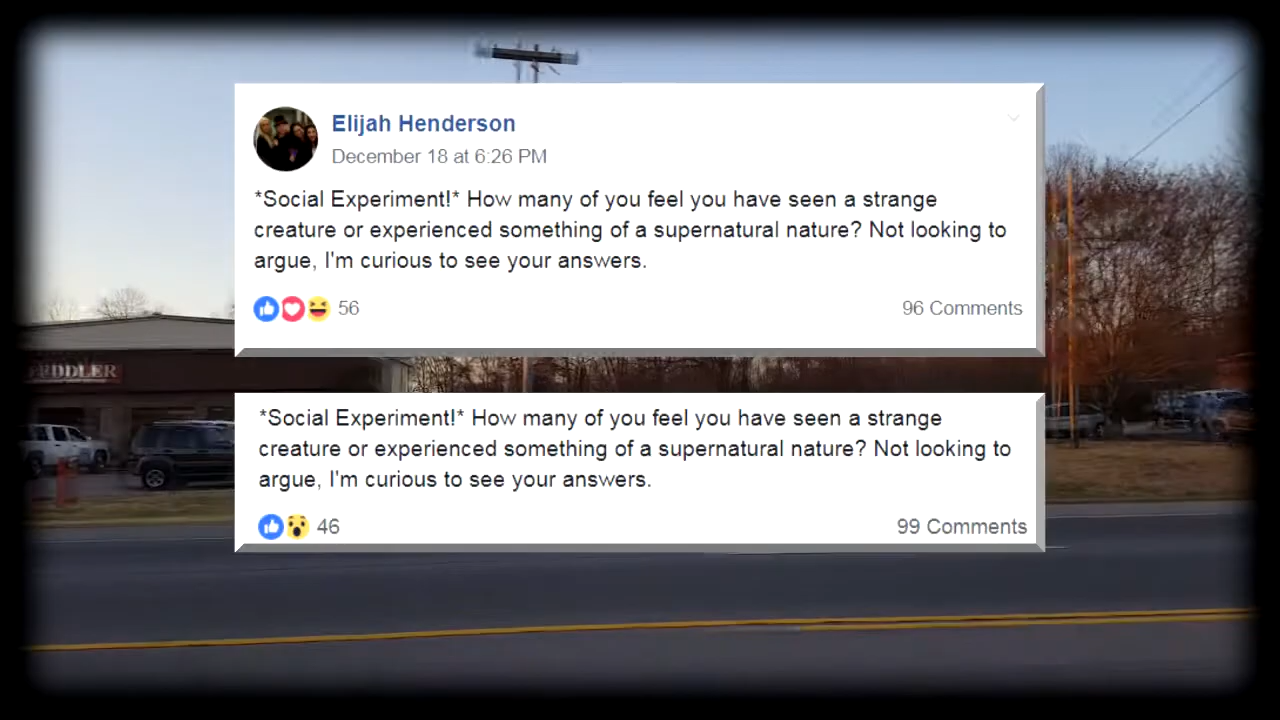 Elijah Henderson
December 18 at 6:26 PM
*Social Experiment!* How many of you feel you have seen a strange
creature or experienced something of a supernatural nature? Not looking to
argue, I'm curious to see your answers.
56 96 Comments
*Social Experiment!* How many of you feel you have seen a strange
creature or experienced something of a supernatural nature? Not looking to
argue, I'm curious to see your answers.
46 99 Comments